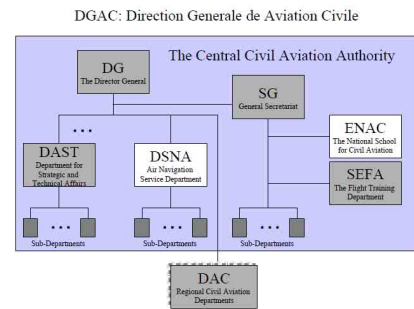 DGAC: Direction Generale de Aviation Civile
The Central Civil Aviation Authority
DG
The Director General
SG
General Secretariat
...
ENAC
The National School
for Civil Aviation
DAST
Department for
Strategic and
Technical Affairs
DSNA
Air Navigation
Service Department
SEFA
The Flight Training
Department
...
Sub-Departments
...
Sub-Departments
...
Sub-Departments
DAC
Regional Civil Aviation
Departments